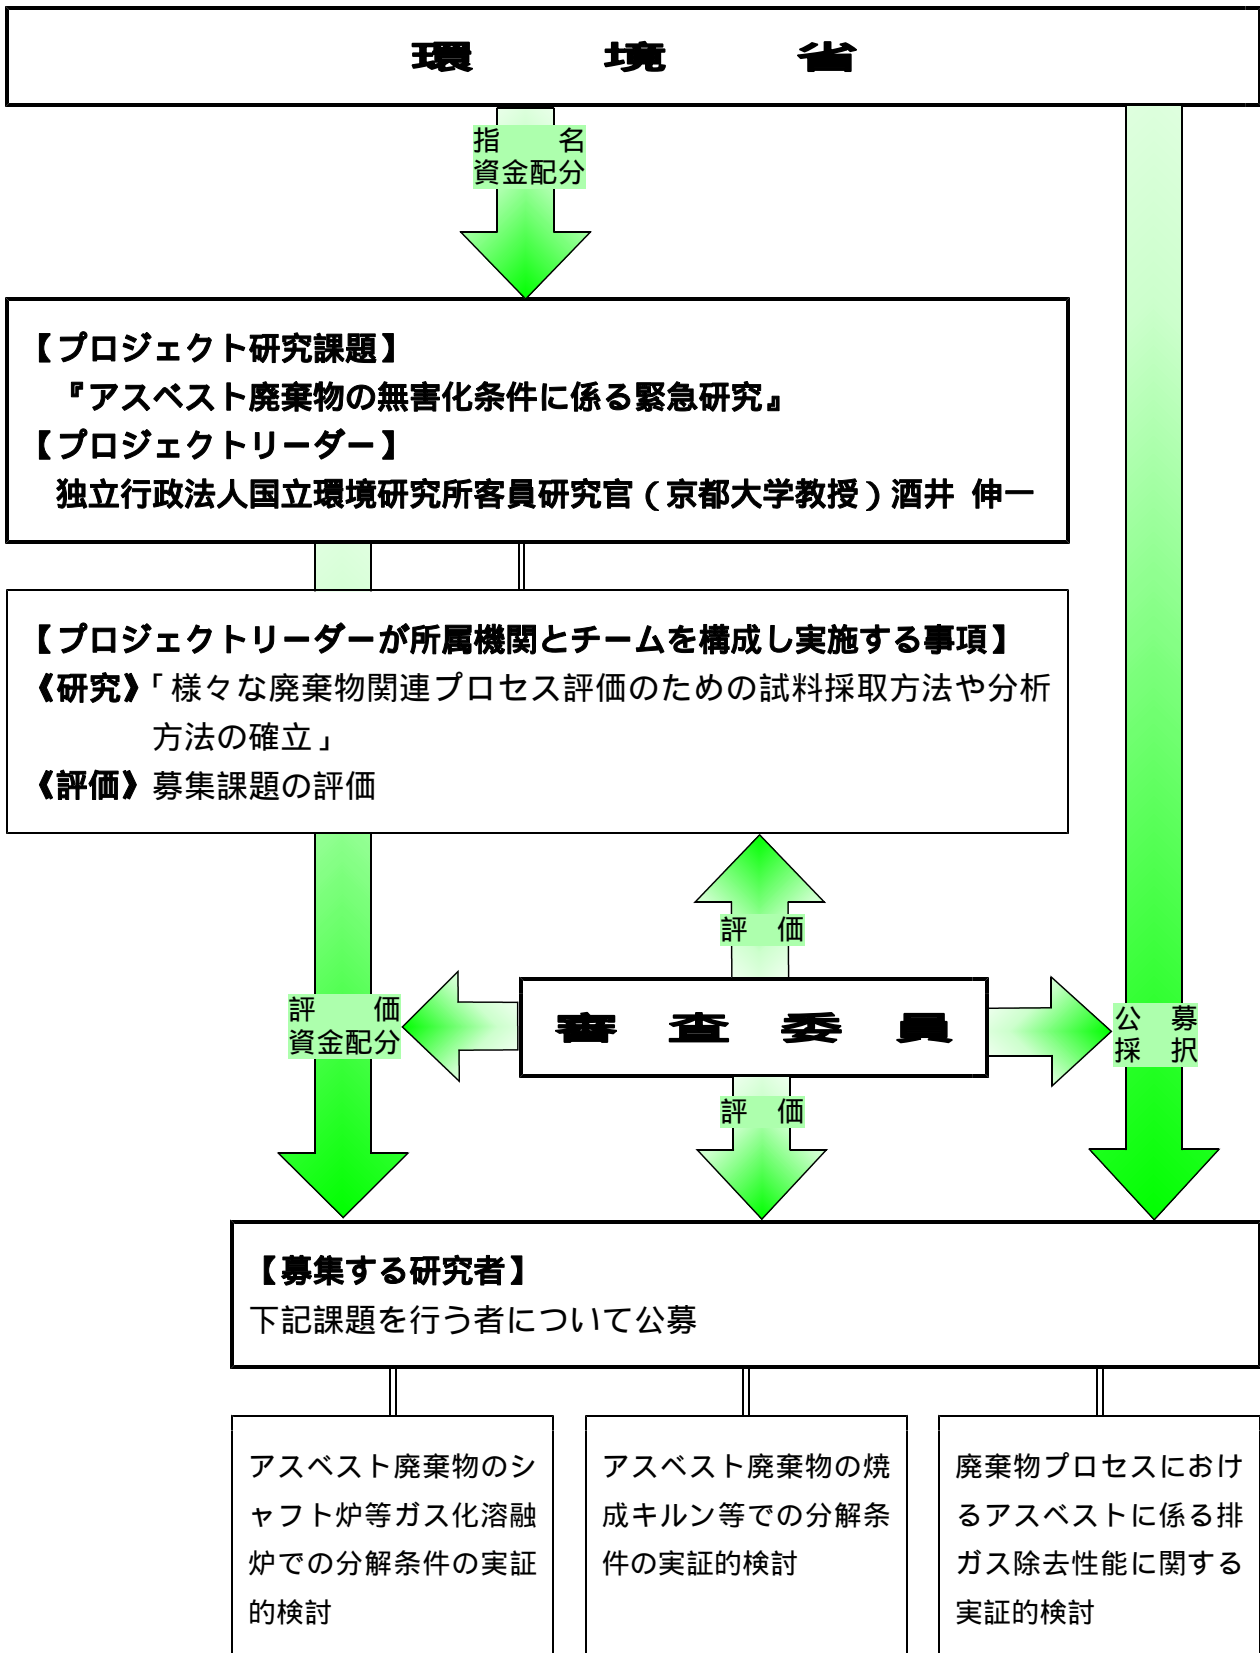 環境省
指名
資金配分
【プロジェクト研究課題】
『アスベスト廃棄物の無害化条件に係る緊急研究』
【プロジェクトリーダー】
独立行政法人国立環境研究所客員研究官（京都大学教授）酒井 伸一
【プロジェクトリーダーが所属機関とチームを構成し実施する事項】
《研究》「様々な廃棄物関連プロセス評価のための試料採取方法や分析
方法の確立」
《評価》募集課題の評価
評価
評価
資金配分
審査委員
公募
採択
評価
【募集する研究者】
下記課題を行う者について公募
アスベスト廃棄物のシ
ャフト炉等ガス化溶融
炉での分解条件の実証
的検討
アスベスト廃棄物の焼
成キルン等での分解条
件の実証的検討
廃棄物プロセスにおけ
るアスベストに係る排
ガス除去性能に関する
実証的検討